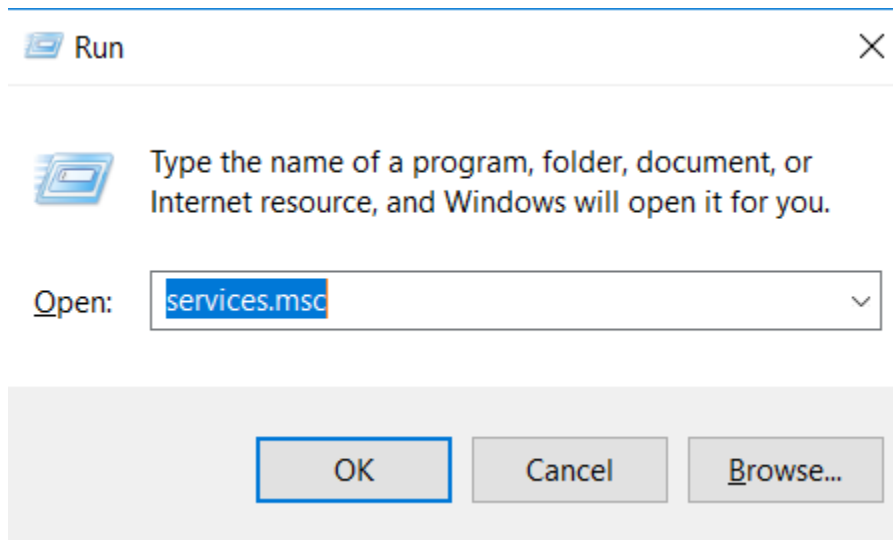 Run
Type the name of a program, folder, document, or
Internet resource, and Windows will open it for you.
Open:
services.msc
OK
Cancel
Browse...